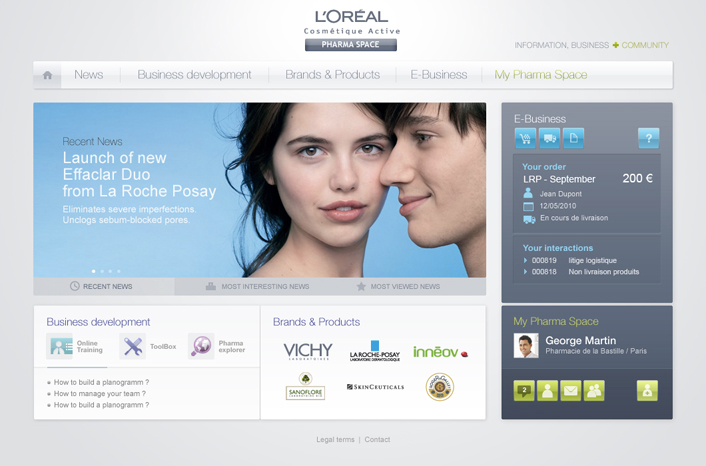 L'ORÉAL
Cosmétique Active
PHARMA SPACE
INFORMATION, BUSINESS + COMMUNITY
News
Business development
Brands & Products
E-Business
My Pharma Space
Recent News
Launch of new
Effaclar Duo
from La Roche Posay
Eliminates severe imperfections.
Unclogs sebum-blocked pores.
RECENT NEWS
MOST INTERESTING NEWS
MOST VIEWED NEWS
E-Business
?
Your order
LRP - September 200 €
Jean Dupont
12/05/2010
En cours de livraison
Your interactions
000819 litige logistique
000818 Non livraison produits
Business development
Online
Training
ToolBox
Pharma
explorer
How to build a planogramm ?
How to manage your team ?
How to build a planogramm ?
Brands & Products
VICHY
LABORATOIRES
LA ROCHE-POSAY
LABORATOIRE DERMATOLOGIQUE
innéov
SANOFLORE
SKINCEUTICALS
My Pharma Space
George Martin
Pharmacie de la Bastille / Paris
2
Legal terms | Contact